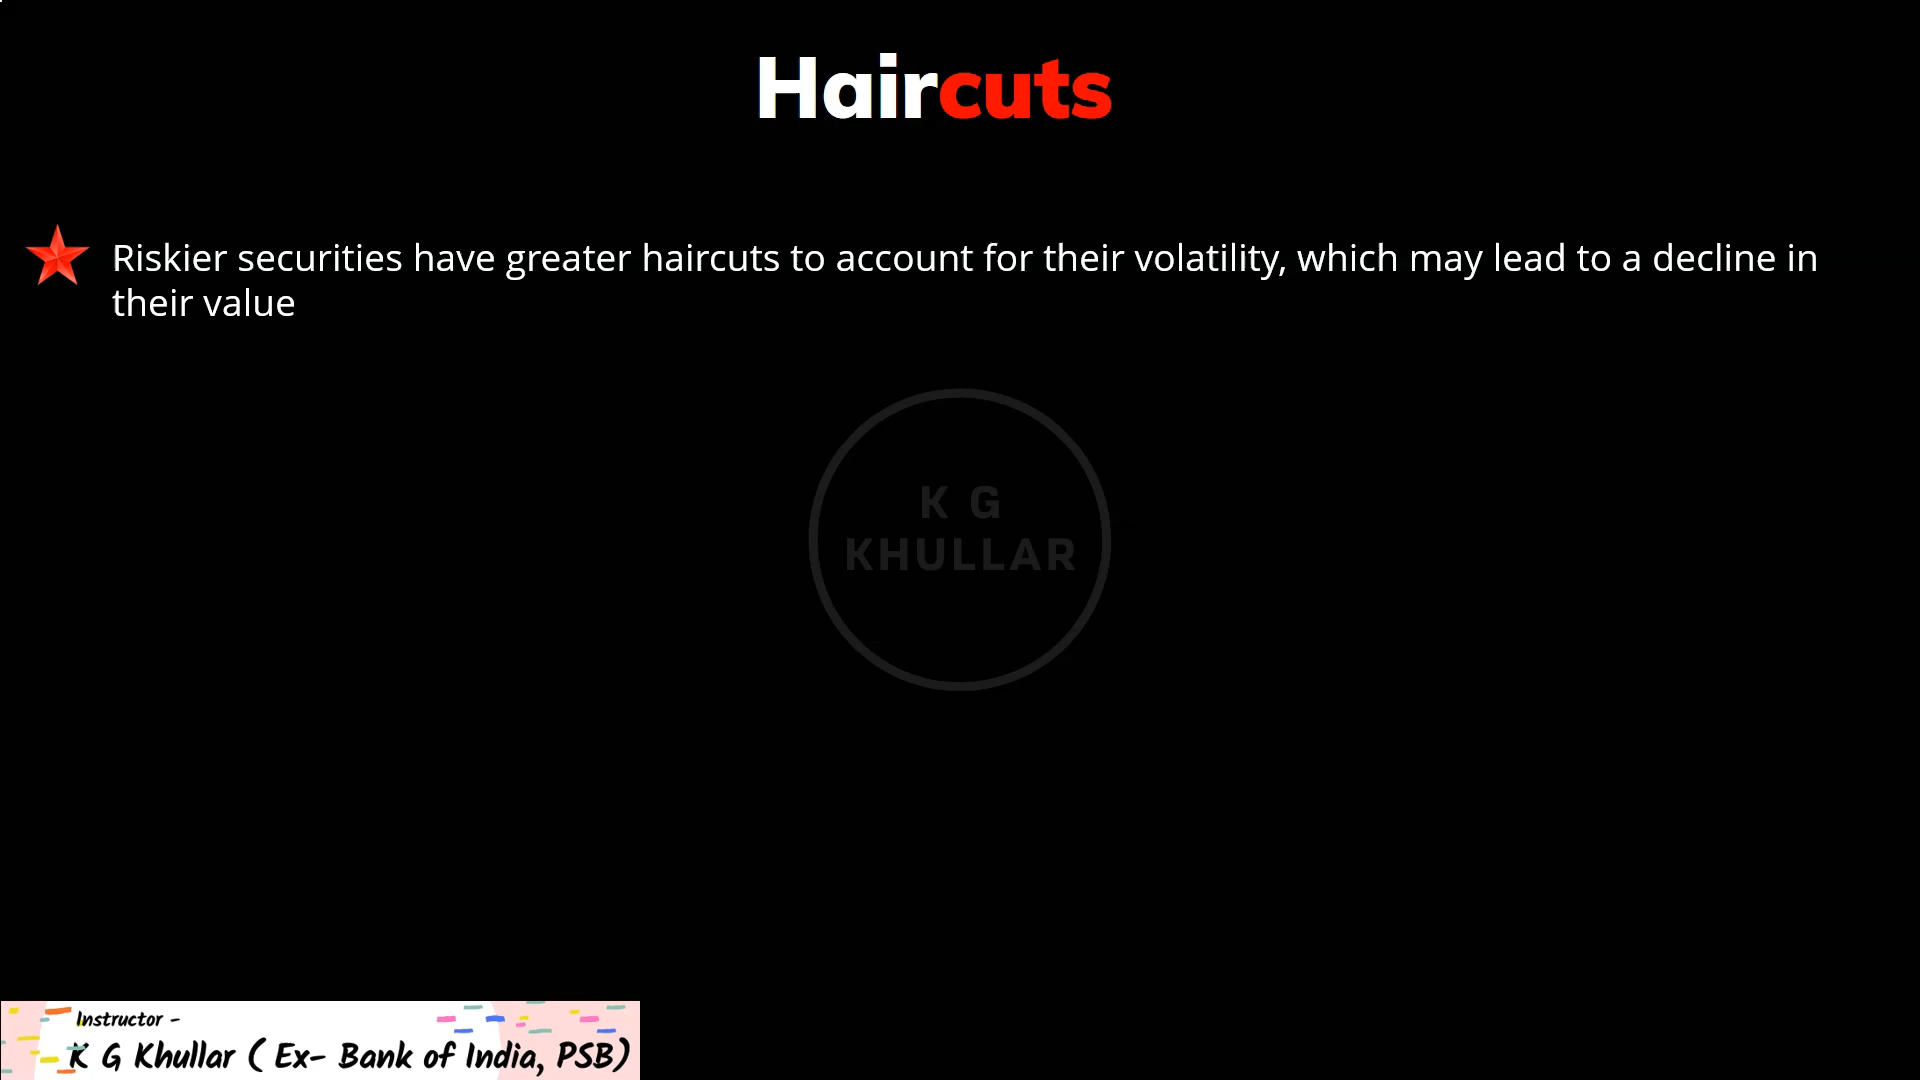 Haircuts
Riskier securities have greater haircuts to account for their volatility, which may lead to a decline in
their value
K G
KHULLAR
Instructor -
K G Khullar ( Ex- Bank of India, PSB)